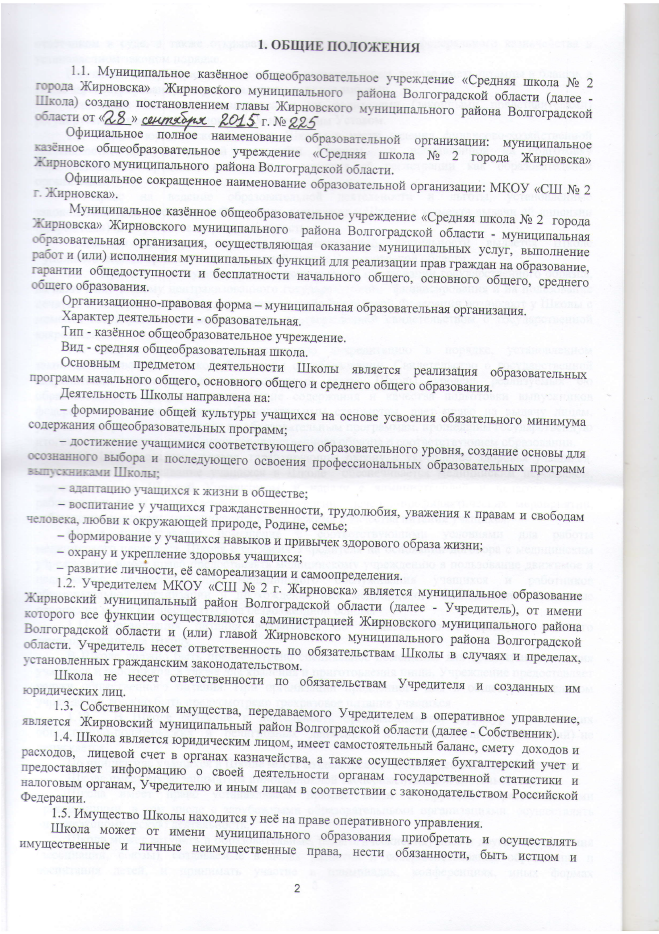 1. ОБЩИЕ ПОЛОЖЕНИЯ
1.1. Муниципальное казённое общеобразовательное учреждение «Средняя школа № 2
города Жирновска» Жирновского муниципального района Волгоградской области (далее -
Школа) создано постановлением главы Жирновского муниципального района Волгоградской
области от «28» сентября 2015 г. № 225
Официальное полное наименование образовательной организации: муниципальное
казённое общеобразовательное учреждение «Средняя школа № 2 города Жирновска»
Жирновского муниципального района Волгоградской области.
Официальное сокращенное наименование образовательной организации: МКОУ «СШ № 2
г. Жирновска».
Муниципальное казённое общеобразовательное учреждение «Средняя школа № 2 города
Жирновска» Жирновского муниципального района Волгоградской области - муниципальная
образовательная организация, осуществляющая оказание муниципальных услуг, выполнение
работ и (или) исполнения муниципальных функций для реализации прав граждан на образование,
гарантии общедоступности и бесплатности начального общего, основного общего, среднего
общего образования.
Организационно-правовая форма – муниципальная образовательная организация.
Характер деятельности - образовательная.
Тип - казённое общеобразовательное учреждение.
Вид - средняя общеобразовательная школа.
Основным предметом деятельности Школы является реализация образовательных
программ начального общего, основного общего и среднего общего образования.
Деятельность Школы направлена на:
– формирование общей культуры учащихся на основе усвоения обязательного минимума
содержания общеобразовательных программ;
– достижение учащимися соответствующего образовательного уровня, создание основы для
осознанного выбора и последующего освоения профессиональных образовательных программ
выпускниками Школы;
– адаптацию учащихся к жизни в обществе;
– воспитание у учащихся гражданственности, трудолюбия, уважения к правам и свободам
человека, любви к окружающей природе, Родине, семье;
– формирование у учащихся навыков и привычек здорового образа жизни;
– охрану и укрепление здоровья учащихся;
– развитие личности, её самореализации и самоопределения.
1.2. Учредителем МКОУ «СШ № 2 г. Жирновска» является муниципальное образование
Жирновский муниципальный район Волгоградской области (далее - Учредитель), от имени
которого все функции осуществляются администрацией Жирновского муниципального района
Волгоградской области и (или) главой Жирновского муниципального района Волгоградской
области. Учредитель несет ответственность по обязательствам Школы в случаях и пределах,
установленных гражданским законодательством.
Школа не несет ответственности по обязательствам Учредителя и созданных им
юридических лиц.
1.3. Собственником имущества, передаваемого Учредителем в оперативное управление,
является Жирновский муниципальный район Волгоградской области (далее - Собственник).
1.4. Школа является юридическим лицом, имеет самостоятельный баланс, смету доходов и
расходов, лицевой счет в органах казначейства, а также осуществляет бухгалтерский учет и
предоставляет информацию о своей деятельности органам государственной статистики и
налоговым органам, Учредителю и иным лицам в соответствии с законодательством Российской
Федерации.
1.5. Имущество Школы находится у неё на праве оперативного управления.
Школа может от имени муниципального образования приобретать и осуществлять
имущественные и личные неимущественные права, нести обязанности, быть истцом и
2